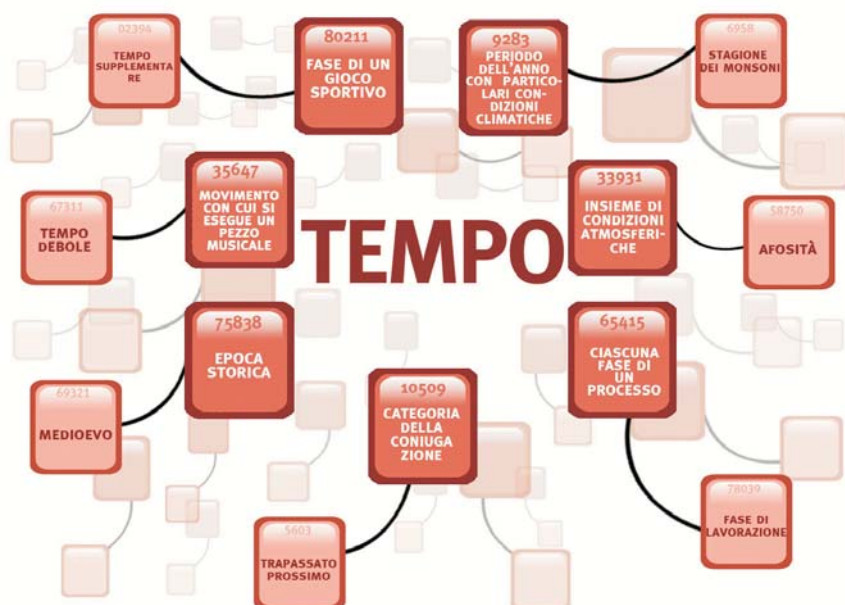 02394
TEMPO
SUPPLEMENTA
RE
80211
FASE DI UN
GIOCO
SPORTIVO
9283
PERIODO
DELL'ANNO
CON PARTICO-
LARI CON-
DIZIONI
CLIMATICHE
6958
STAGIONE
DEI MONSONI
67311
TEMPO
DEBOLE
35647
MOVIMENTO
CON CUI SI
ESEGUE UN
PEZZO
MUSICALE
TEMPO
33931
INSIEME DI
CONDIZIONI
ATMOSFERI-
CHE
58750
AFOSITÀ
69321
MEDIOEVO
75838
EPOCA
STORICA
10509
CATEGORIA
DELLA
CONIUGA
ZIONE
65415
CIASCUNA
FASE DI
UN
PROCESSO
5603
TRAPASSATO
PROSSIMO
78039
FASE DI
LAVORAZIONE